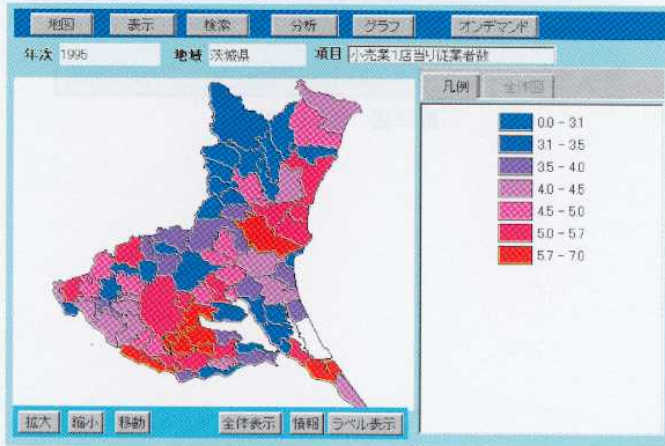 地図 表示 検索 分析 グラフ オンデマンド
年次 1995 地域 茨城県 項目 小売業1店当り従業者数
凡例 全体図
0.0 - 3.1
3.1 - 3.5
3.5 - 4.0
4.0 - 4.5
4.5 - 5.0
5.0 - 5.7
5.7 - 7.0
拡大 縮小 移動 全体表示 情報 ラベル表示